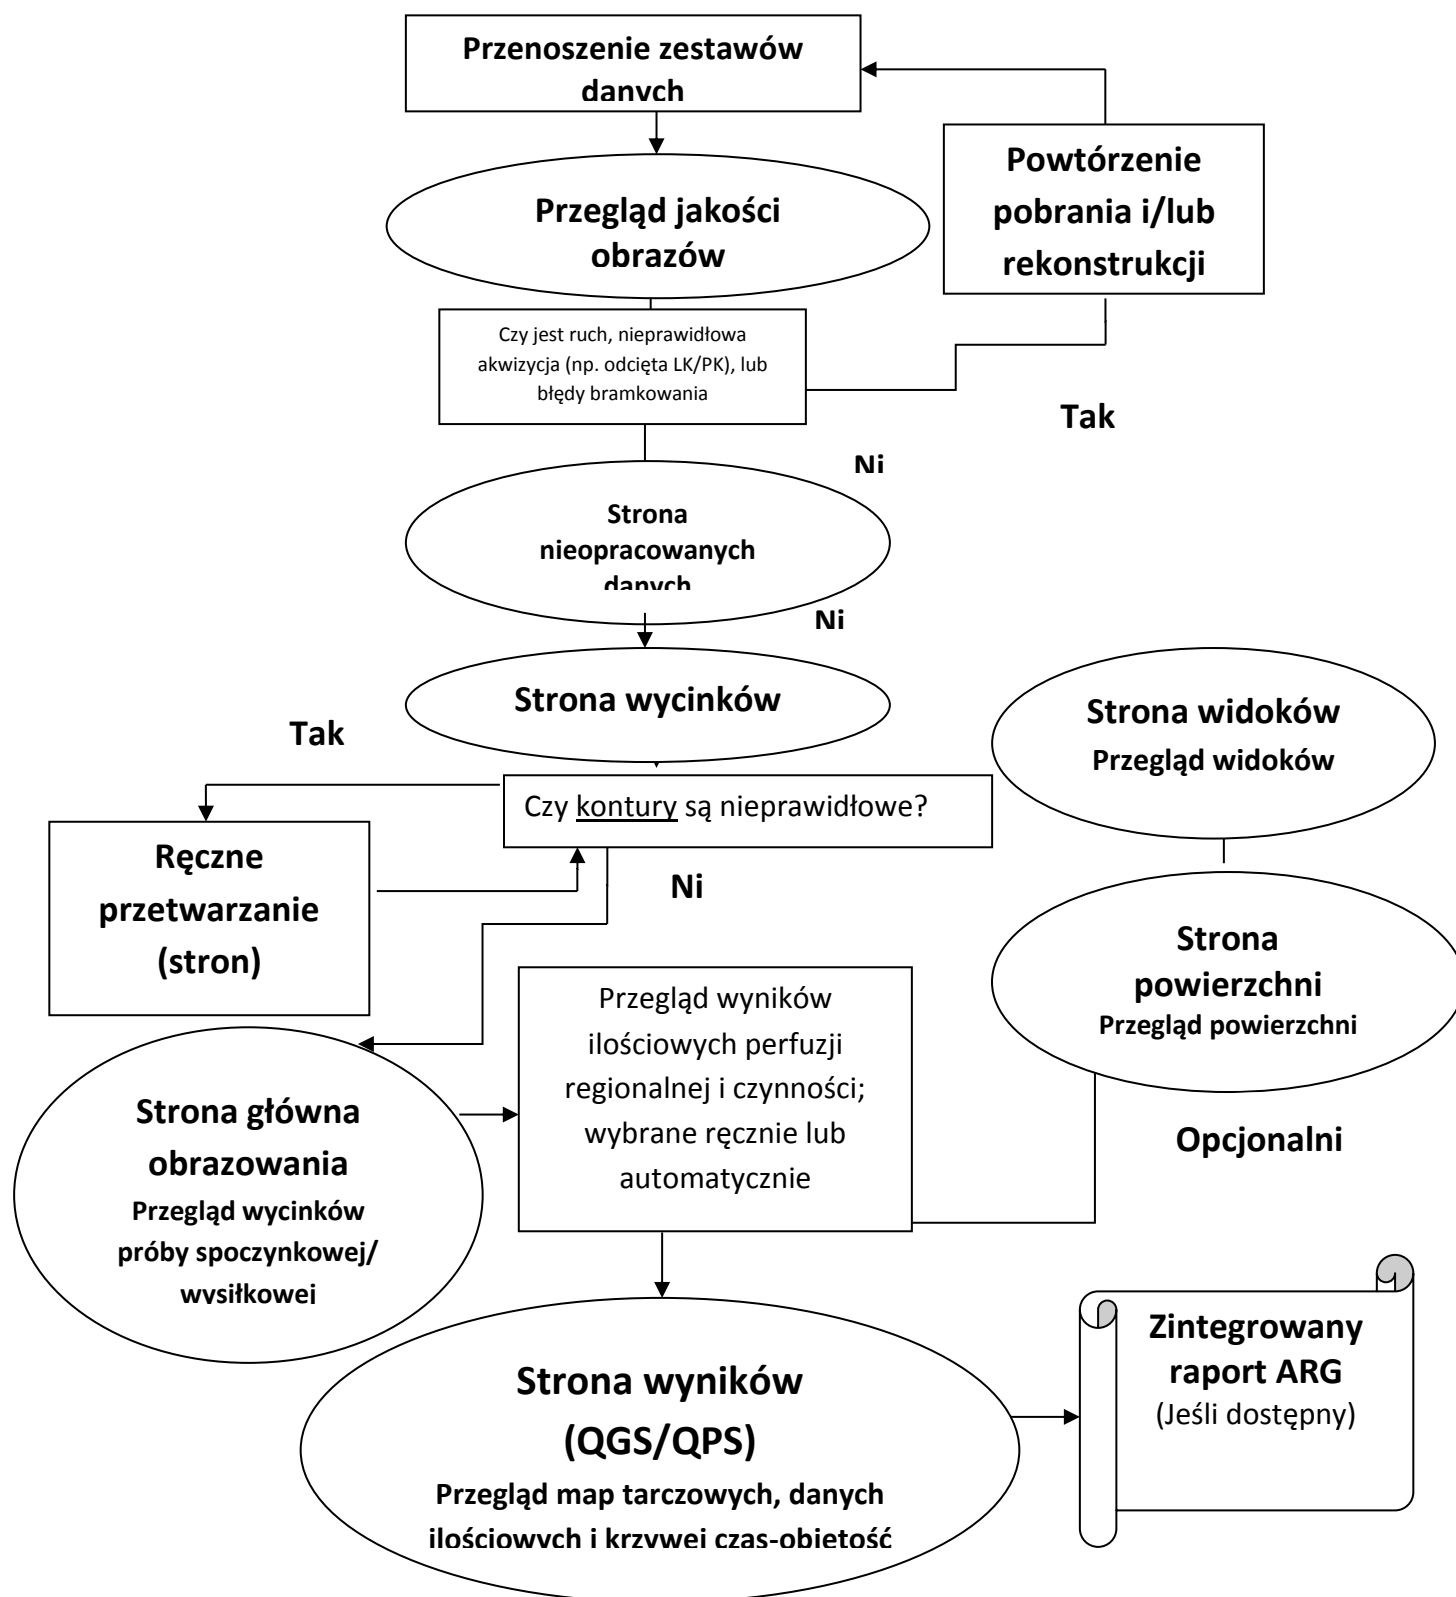 Przenoszenie zestawów
danych
Powtórzenie
pobrania i/lub
rekonstrukcji
Przegląd jakości
obrazów
Czy jest ruch, nieprawidłowa
akwizycja (np. odcięta LK/PK), lub
błędy bramkowania
Tak
Ni
Strona
nieopracowanych
danych
Ni
Strona wycinków
Strona widoków
Przegląd widoków
Tak
Czy kontury są nieprawidłowe?
Ręczne
przetwarzanie
(stron)
Ni
Strona
powierzchni
Przegląd powierzchni
Przegląd wyników
ilościowych perfuzji
regionalnej i czynności;
wybrane ręcznie lub
automatycznie
Opcjonalni
Strona główna
obrazowania
Przegląd wycinków
próby spoczynkowej/
wysiłkowej
Zintegrowany
raport ARG
(Jeśli dostępny)
Strona wyników
(QGS/QPS)
Przegląd map tarczowych, danych
ilościowych i krzywej czas-objętość